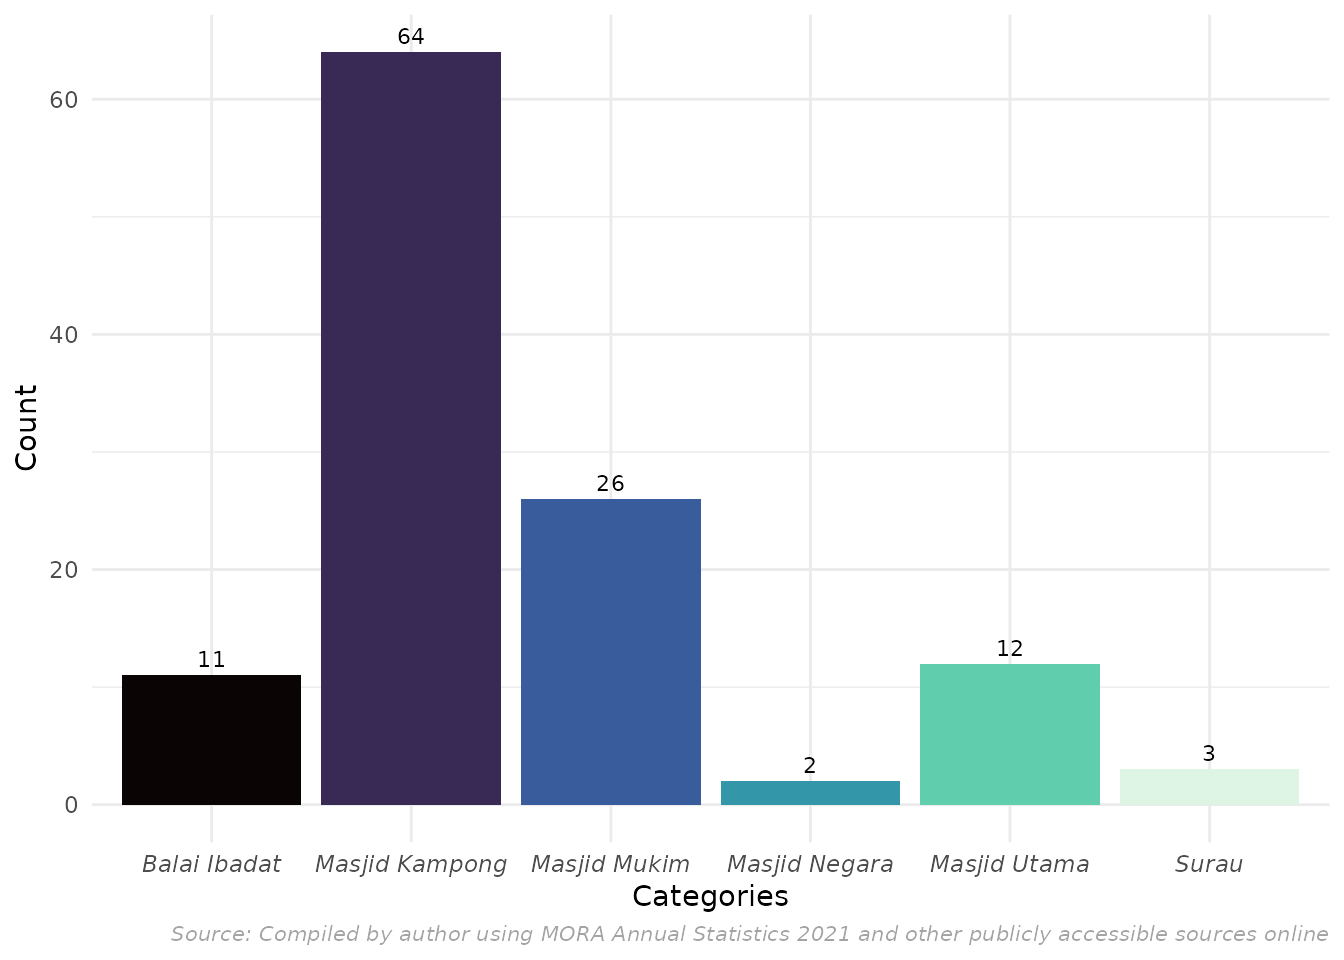 64
60
Count
40
26
20
11
12
2
3
0
Balai Ibadat Masjid Kampong Masjid Mukim Masjid Negara Masjid Utama Surau
Categories
Source: Compiled by author using MORA Annual Statistics 2021 and other publicly accessible sources online